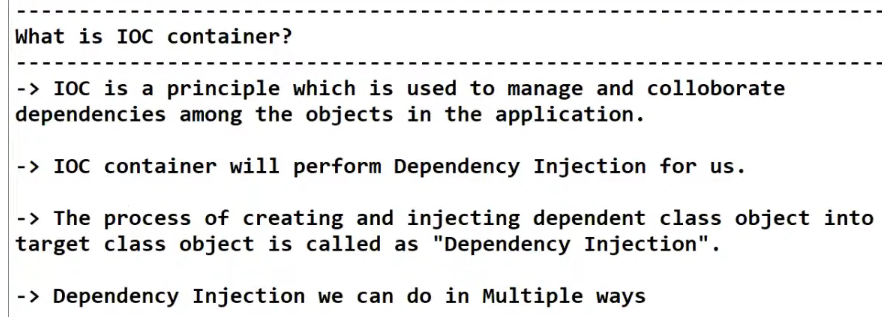 What is IOC container?
-> IOC is a principle which is used to manage and colloborate
dependencies among the objects in the application.
-> IOC container will perform Dependency Injection for us.
-> The process of creating and injecting dependent class object into
target class object is called as "Dependency Injection".
-> Dependency Injection we can do in Multiple ways